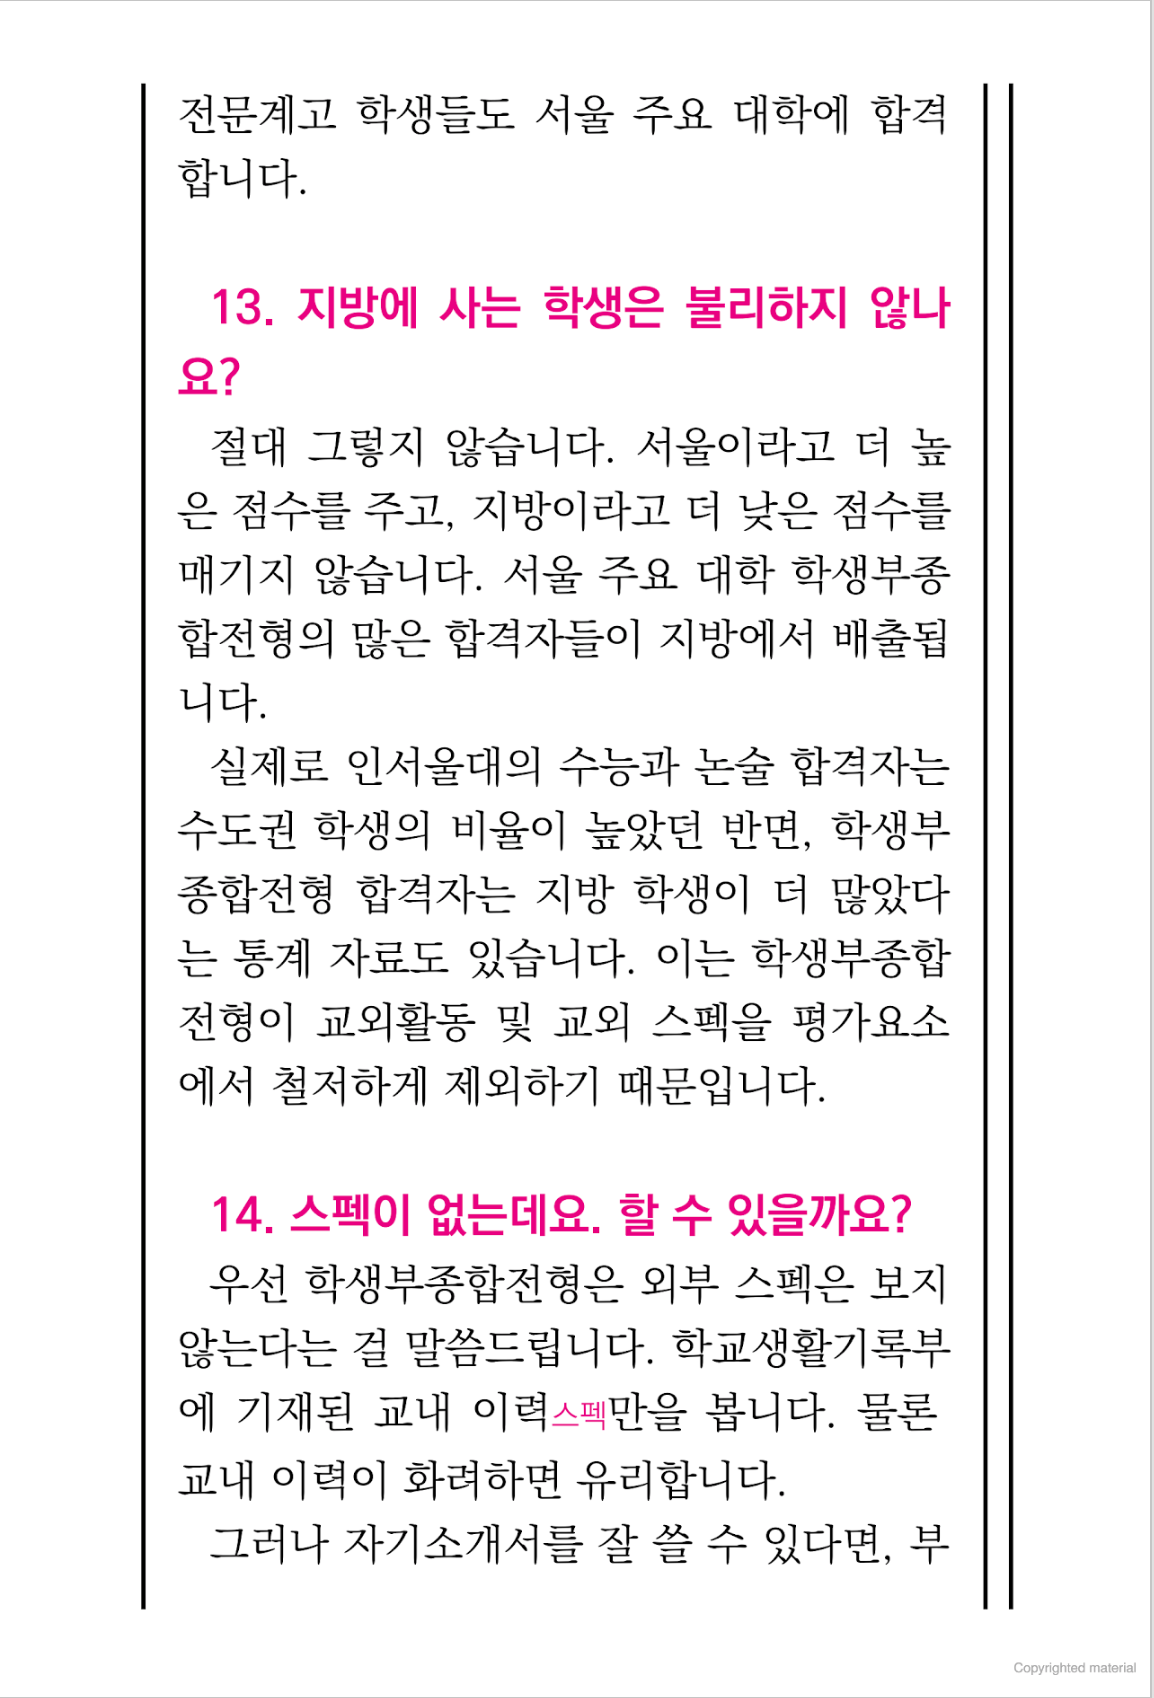 전문계고 학생들도 서울 주요 대학에 합격
합니다.
13. 지방에 사는 학생은 불리하지 않나
요?
절대 그렇지 않습니다. 서울이라고 더 높
은 점수를 주고, 지방이라고 더 낮은 점수를
매기지 않습니다. 서울 주요 대학 학생부종
합전형의 많은 합격자들이 지방에서 배출됩
니다.
실제로 인서울대의 수능과 논술 합격자는
수도권 학생의 비율이 높았던 반면, 학생부
종합전형 합격자는 지방 학생이 더 많았다
는 통계 자료도 있습니다. 이는 학생부종합
전형이 교외활동 및 교외 스펙을 평가요소
에서 철저하게 제외하기 때문입니다.
14. 스펙이 없는데요. 할 수 있을까요?
우선 학생부종합전형은 외부 스펙은 보지
않는다는 걸 말씀드립니다. 학교생활기록부
에 기재된 교내 이력스펙만을 봅니다. 물론
교내 이력이 화려하면 유리합니다.
그러나 자기소개서를 잘 쓸 수 있다면, 부
Copyrighted material